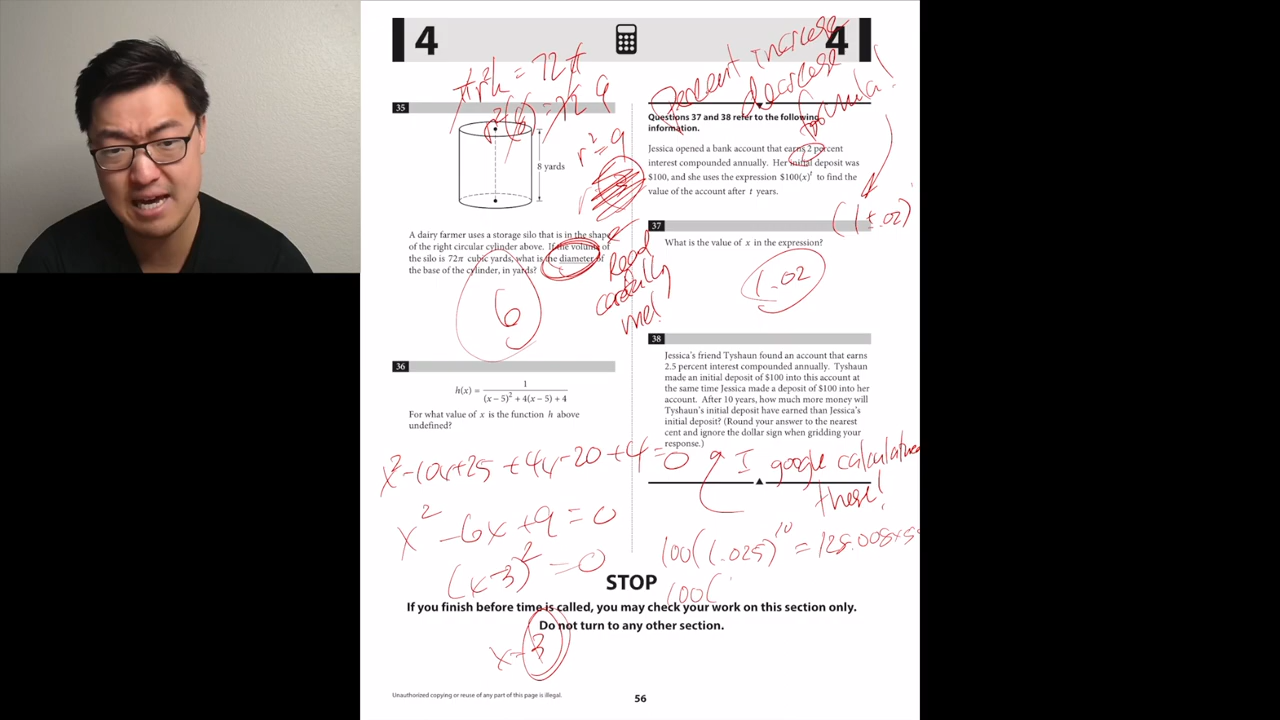 4
4
πr²h = 72π
r²(8) = 72 9
r² = 9
Percent increase
decrease
formula!
(1+.02)
35
8 yards
A dairy farmer uses a storage silo that is in the shape
of the right circular cylinder above. If the volume of
the silo is 72π cubic yards, what is the diameter of
the base of the cylinder, in yards?
Read
carefully
me!
6
36
h(x) = 1 / (x − 5)² + 4(x − 5) + 4
For what value of x is the function h above
undefined?
x²-10x+25 +4x-20+4=0
x² -6x +9 =0
(x-3)² =0
x=3
Questions 37 and 38 refer to the following
information.
Jessica opened a bank account that earns 2 percent
interest compounded annually. Her initial deposit was
$100, and she uses the expression $100(x)ᵗ to find the
value of the account after t years.
37
What is the value of x in the expression?
1.02
38
Jessica's friend Tyshaun found an account that earns
2.5 percent interest compounded annually. Tyshaun
made an initial deposit of $100 into this account at
the same time Jessica made a deposit of $100 into her
account. After 10 years, how much more money will
Tyshaun's initial deposit have earned than Jessica's
initial deposit? (Round your answer to the nearest
cent and ignore the dollar sign when gridding your
response.)
I google calculator
these!
100(1.025)¹⁰ = 128.008
100(
STOP
If you finish before time is called, you may check your work on this section only.
Do not turn to any other section.
Unauthorized copying or reuse of any part of this page is illegal.
56